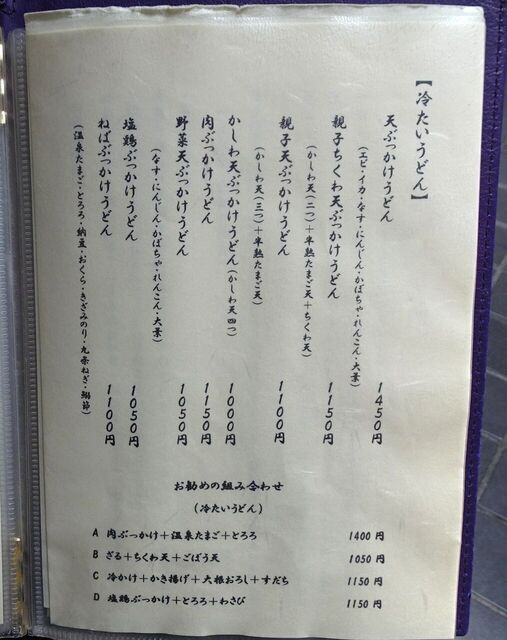 【冷たいうどん】
天ぶっかけうどん 1450円
(エビ・イカ・なす・にんじん・かぼちゃ・れんこん・大葉)
親子ちくわ天ぶっかけうどん 1150円
(かしわ天(二つ)+半熟たまご天+ちくわ天)
親子天ぶっかけうどん 1100円
(かしわ天(三つ)+半熟たまご天)
かしわ天ぶっかけうどん(かしわ天四つ) 1000円
肉ぶっかけうどん 1150円
野菜天ぶっかけうどん 1050円
(なす・にんじん・かぼちゃ・れんこん・大葉)
塩鶏ぶっかけうどん 1050円
ねばぶっかけうどん 1100円
(温泉たまご・とろろ・納豆・おくら・きざみのり・九条ねぎ・鰹節)
お勧めの組み合わせ
(冷たいうどん)
A 肉ぶっかけ+温泉たまご+とろろ 1400円
B ざる+ちくわ天+ごぼう天 1050円
C 冷かけ+かき揚げ+大根おろし+すだち 1150円
D 塩鶏ぶっかけ+とろろ+わさび 1150円